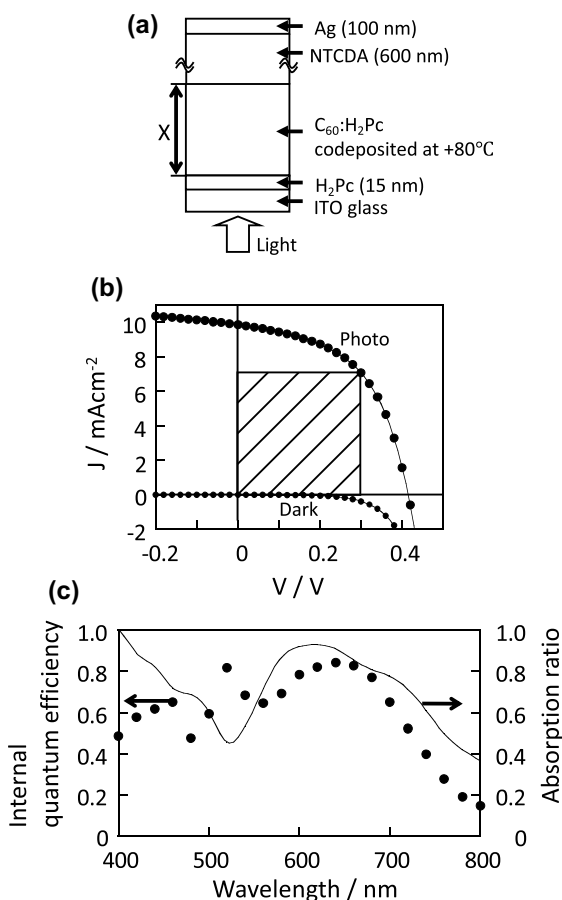 (a)
Ag (100 nm)
NTCDA (600 nm)
X
C₆₀:H₂Pc
codeposited at +80℃
H₂Pc (15 nm)
ITO glass
Light
(b)
10
8
6
4
2
0
-2
J / mAcm⁻²
Photo
Dark
-0.2
0
0.2
0.4
V / V
(c)
1.0
0.8
0.6
0.4
0.2
0
Internal
quantum efficiency
1.0
0.8
0.6
0.4
0.2
0
Absorption ratio
400
500
600
700
800
Wavelength / nm